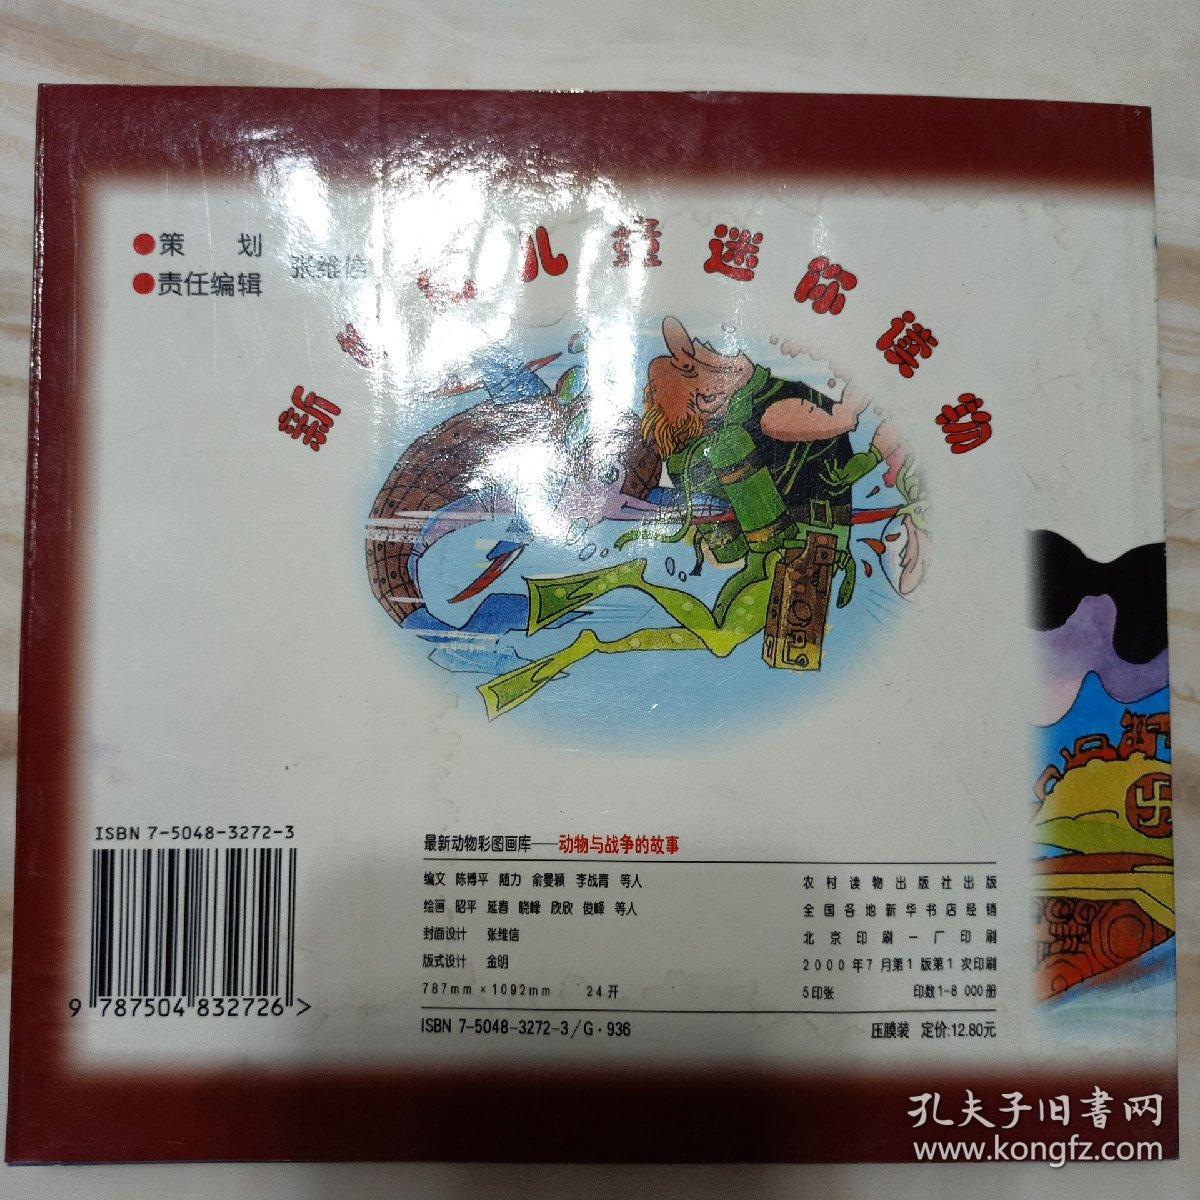 ●策 划
●责任编辑
张维信
新
儿童迷你读物
ISBN 7-5048-3272-3
9 787504 832726 >
最新动物彩图画库——动物与战争的故事
编文 陈博平 随力 俞曼颖 李战青 等人
绘画 昭平 延春 晓峰 欣欣 俊峰 等人
封面设计 张维信
版式设计 金明
787mm×1092mm 24开
ISBN 7-5048-3272-3/G·936
农村读物出版社出版
全国各地新华书店经销
北京印刷一厂印刷
2000年7月第1版第1次印刷
5印张 印数1-8 000册
压膜装 定价:12.80元
孔夫子旧書网
www.kongfz.com